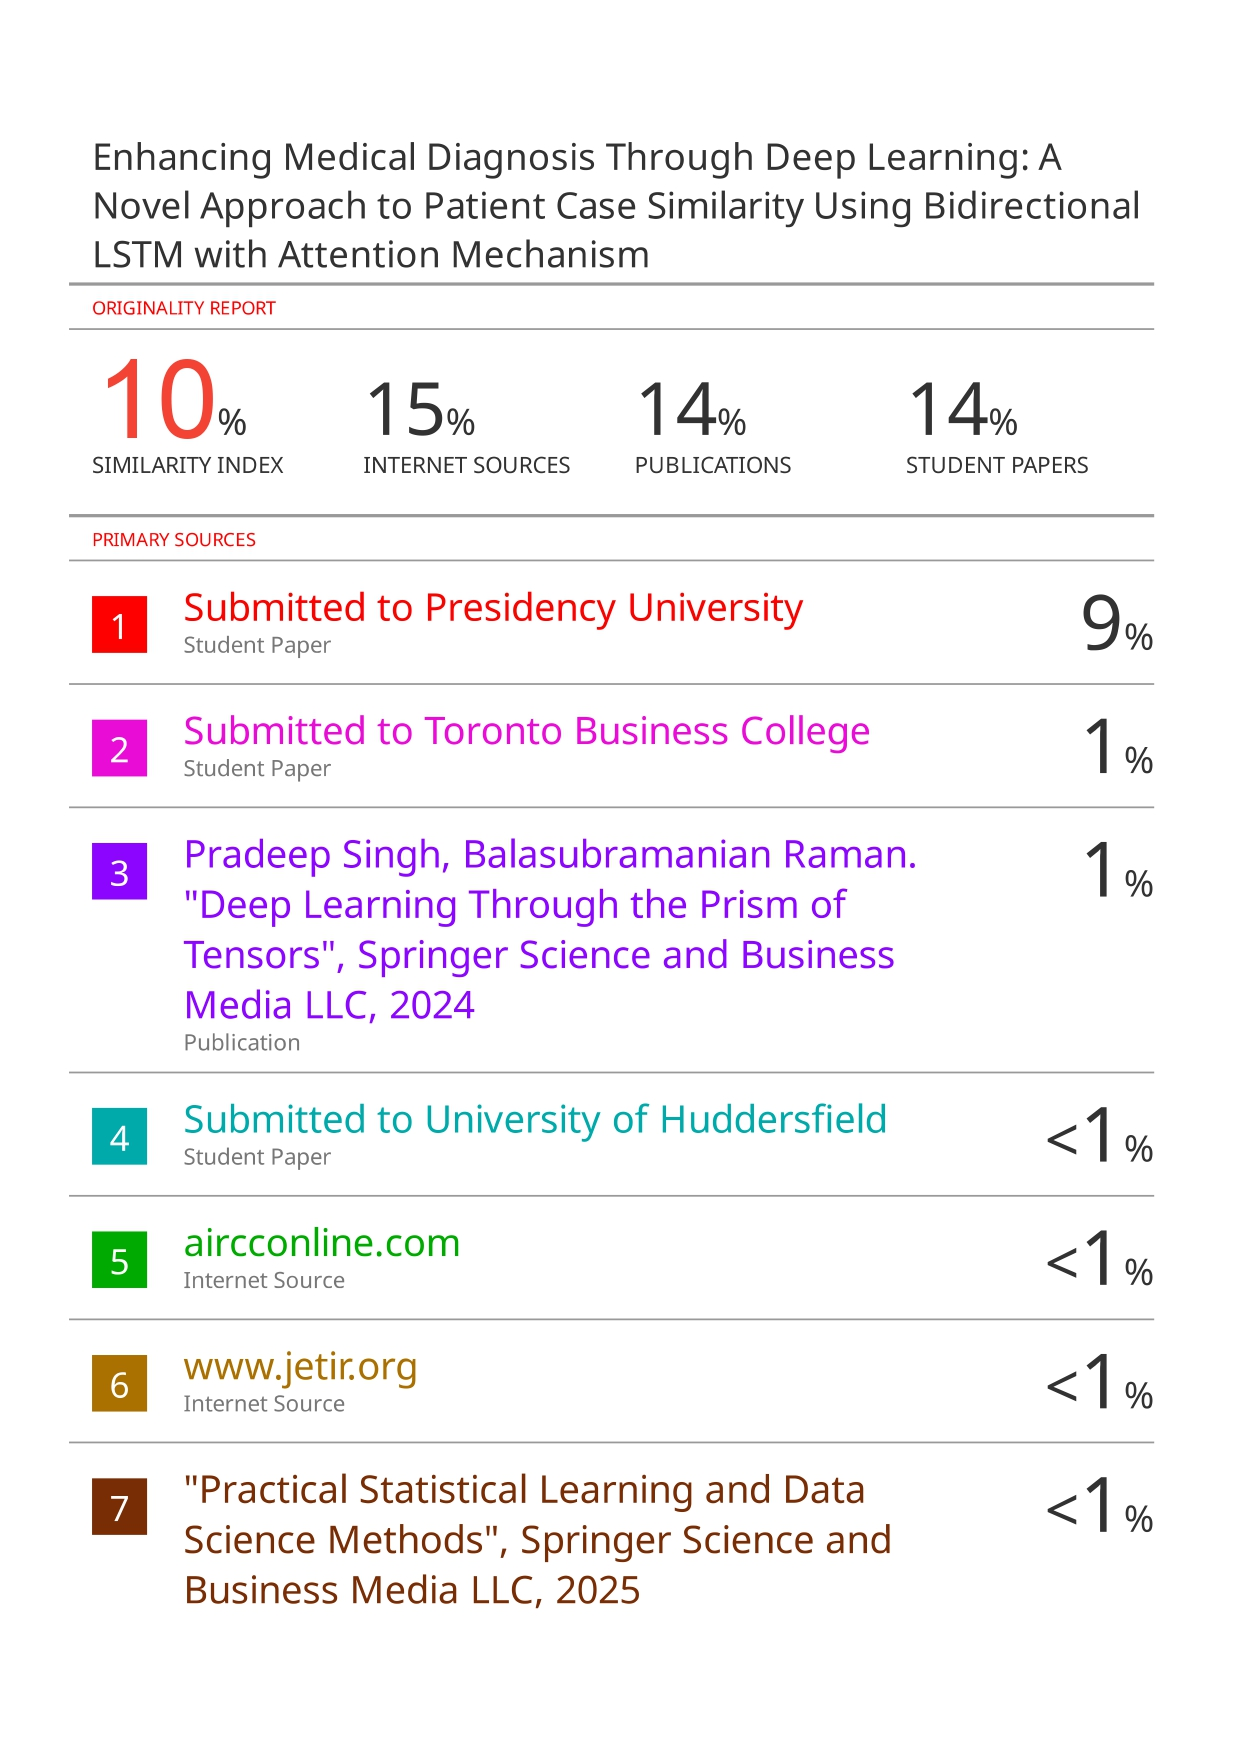 Enhancing Medical Diagnosis Through Deep Learning: A
Novel Approach to Patient Case Similarity Using Bidirectional
LSTM with Attention Mechanism
ORIGINALITY REPORT
10%
15%
14%
14%
SIMILARITY INDEX
INTERNET SOURCES
PUBLICATIONS
STUDENT PAPERS
PRIMARY SOURCES
1
Submitted to Presidency University
Student Paper
9%
2
Submitted to Toronto Business College
Student Paper
1%
3
Pradeep Singh, Balasubramanian Raman.
"Deep Learning Through the Prism of
Tensors", Springer Science and Business
Media LLC, 2024
Publication
1%
4
Submitted to University of Huddersfield
Student Paper
<1%
5
aircconline.com
Internet Source
<1%
6
www.jetir.org
Internet Source
<1%
7
"Practical Statistical Learning and Data
Science Methods", Springer Science and
Business Media LLC, 2025
<1%